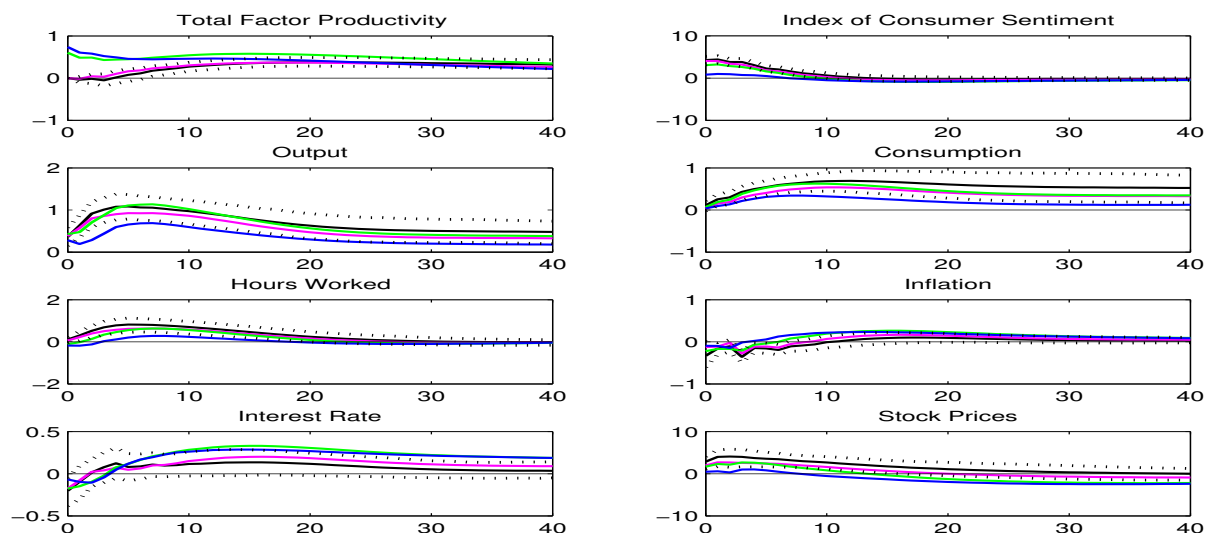 Total Factor Productivity
1
0
−1
0 10 20 30 40
Index of Consumer Sentiment
10
0
−10
0 10 20 30 40
Output
2
1
0
0 10 20 30 40
Consumption
1
0
−1
0 10 20 30 40
Hours Worked
2
0
−2
0 10 20 30 40
Inflation
1
0
−1
0 10 20 30 40
Interest Rate
0.5
0
−0.5
0 10 20 30 40
Stock Prices
10
0
−10
0 10 20 30 40